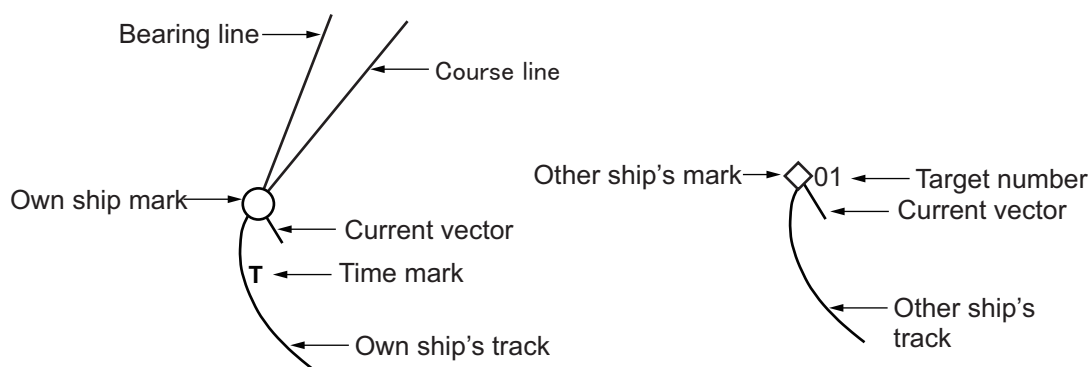 Bearing line
Course line
Own ship mark
Current vector
T
Time mark
Own ship's track
Other ship's mark
01
Target number
Current vector
Other ship's
track